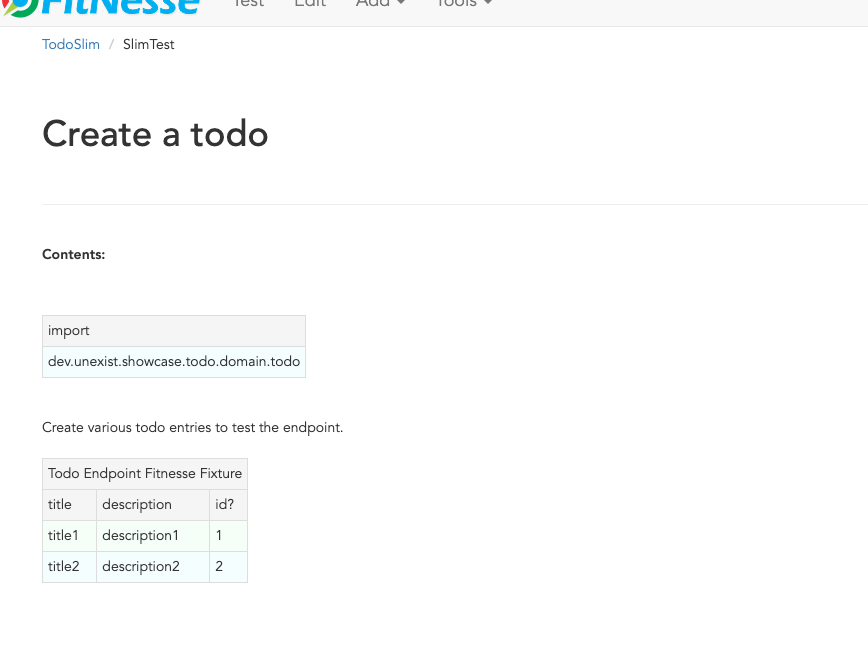 FitNesse Test Edit Add Tools
TodoSlim / SlimTest
Create a todo
Contents:
import
dev.unexist.showcase.todo.domain.todo
Create various todo entries to test the endpoint.
Todo Endpoint Fitnesse Fixture
title description id?
title1 description1 1
title2 description2 2